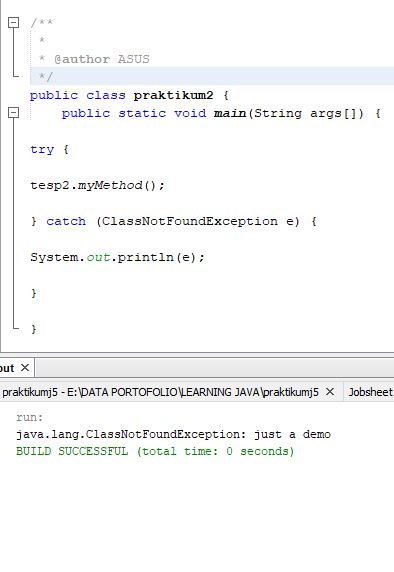 /**
 *
 * @author ASUS
 */
public class praktikum2 {
    public static void main(String args[]) {
try {
tesp2.myMethod();
} catch (ClassNotFoundException e) {
System.out.println(e);
}
}
put ×
praktikumj5 - E:\DATA PORTOFOLIO\LEARNING JAVA\praktikumj5 × Jobsheet
run:
java.lang.ClassNotFoundException: just a demo
BUILD SUCCESSFUL (total time: 0 seconds)